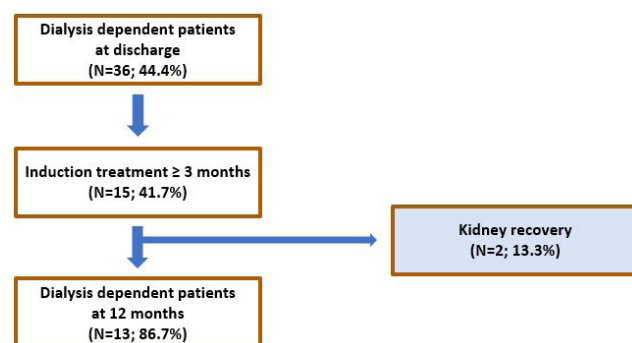 Dialysis dependent patients
at discharge
(N=36; 44.4%)
Induction treatment ≥ 3 months
(N=15; 41.7%)
Kidney recovery
(N=2; 13.3%)
Dialysis dependent patients
at 12 months
(N=13; 86.7%)